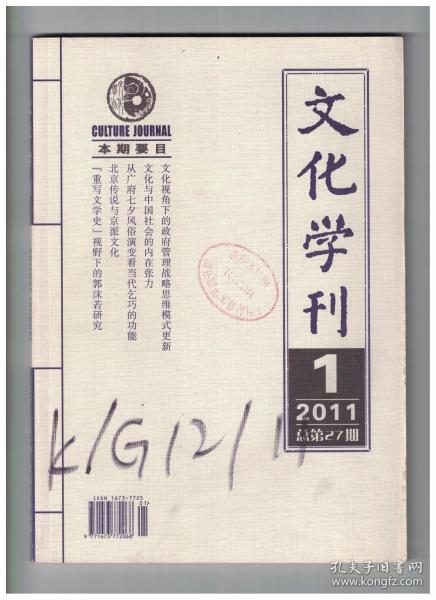 CULTURE JOURNAL
本期要目
文化视角下的政府管理战略思维模式更新
文化与中国社会的内在张力
从广府七夕风俗演变看当代乞巧的功能
北京传说与京派文化
“重写文学史”视野下的郭沫若研究
文化学刊
1
2011
总第27期
K/G12/11
ISSN 1673-7725
01>
9 771673 772068
孔夫子旧书网
www.kongfz.com